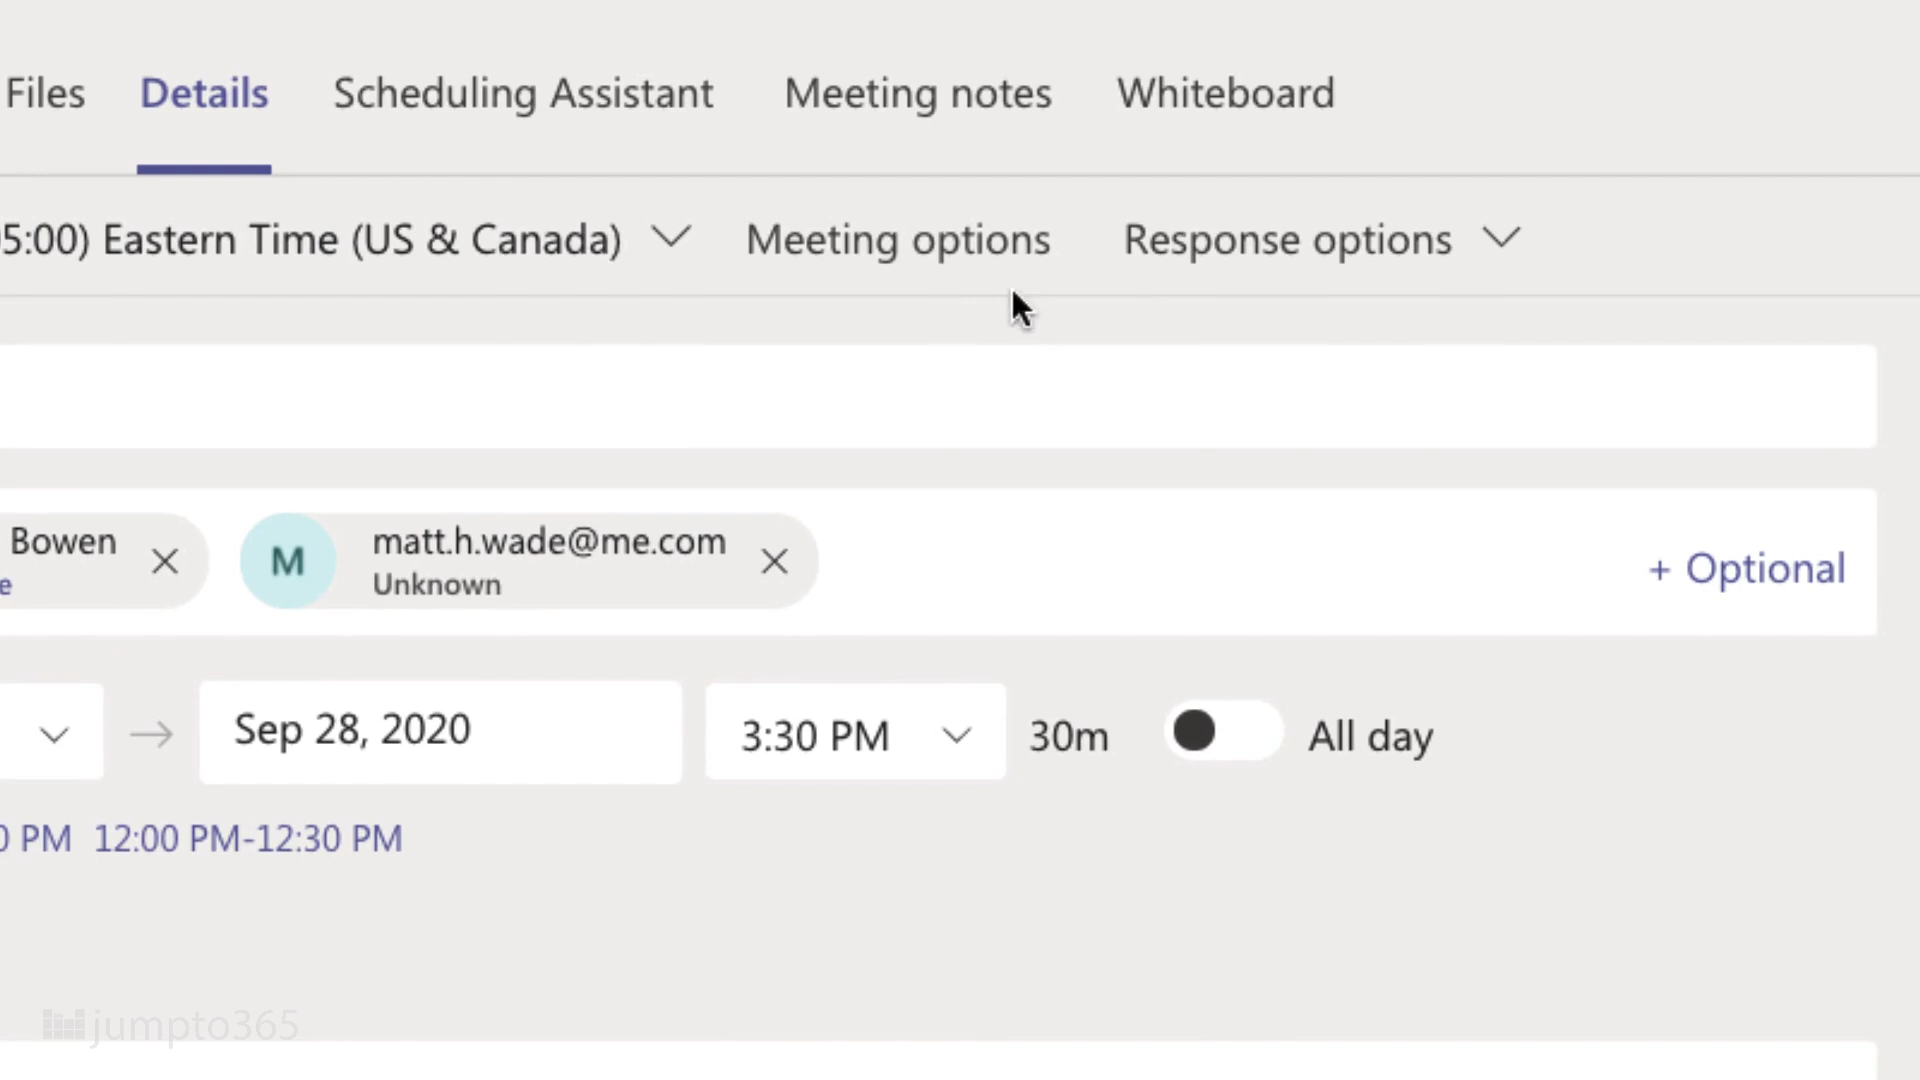 Files Details Scheduling Assistant Meeting notes Whiteboard
5:00) Eastern Time (US & Canada) Meeting options Response options
Bowen
e
M
matt.h.wade@me.com
Unknown
+ Optional
Sep 28, 2020 3:30 PM 30m All day
0 PM 12:00 PM-12:30 PM
jumpto365